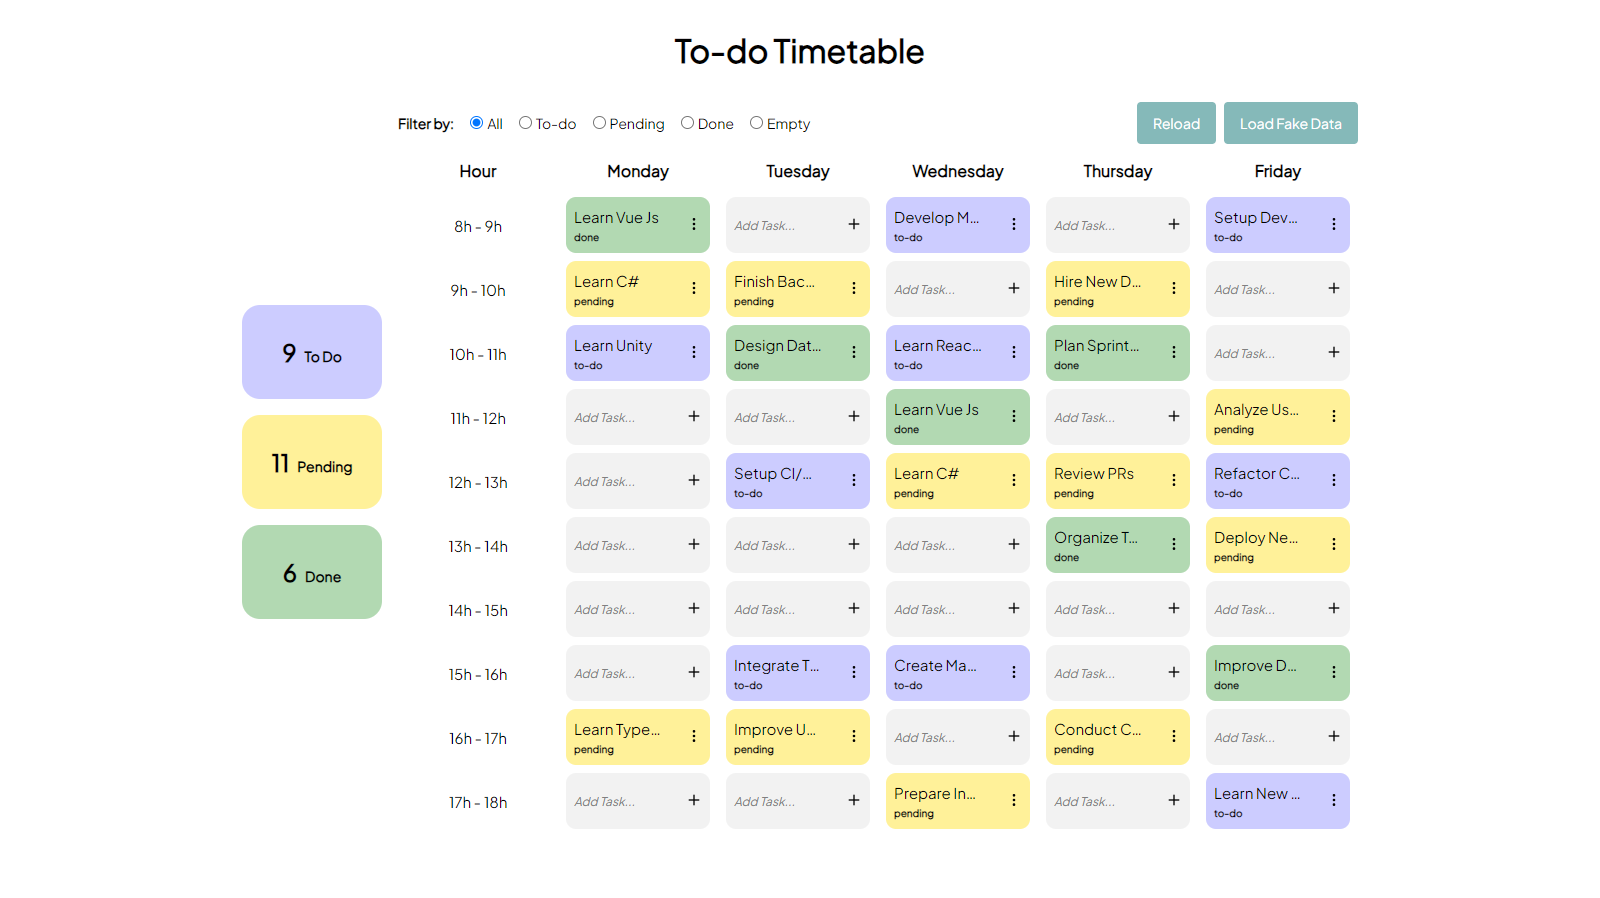 To-do Timetable
Filter by: All To-do Pending Done Empty
Reload Load Fake Data
Hour Monday Tuesday Wednesday Thursday Friday
8h - 9h
Learn Vue Js
done
Add Task...
Develop M...
to-do
Add Task...
Setup Dev...
to-do
9h - 10h
Learn C#
pending
Finish Bac...
pending
Add Task...
Hire New D...
pending
Add Task...
10h - 11h
Learn Unity
to-do
Design Dat...
done
Learn Reac...
to-do
Plan Sprint...
done
Add Task...
11h - 12h
Add Task...
Add Task...
Learn Vue Js
done
Add Task...
Analyze Us...
pending
12h - 13h
Add Task...
Setup CI/...
to-do
Learn C#
pending
Review PRs
pending
Refactor C...
to-do
13h - 14h
Add Task...
Add Task...
Add Task...
Organize T...
done
Deploy Ne...
pending
14h - 15h
Add Task...
Add Task...
Add Task...
Add Task...
Add Task...
15h - 16h
Add Task...
Integrate T...
to-do
Create Ma...
to-do
Add Task...
Improve D...
done
16h - 17h
Learn Type...
pending
Improve U...
pending
Add Task...
Conduct C...
pending
Add Task...
17h - 18h
Add Task...
Add Task...
Prepare In...
pending
Add Task...
Learn New ...
to-do
9 To Do
11 Pending
6 Done